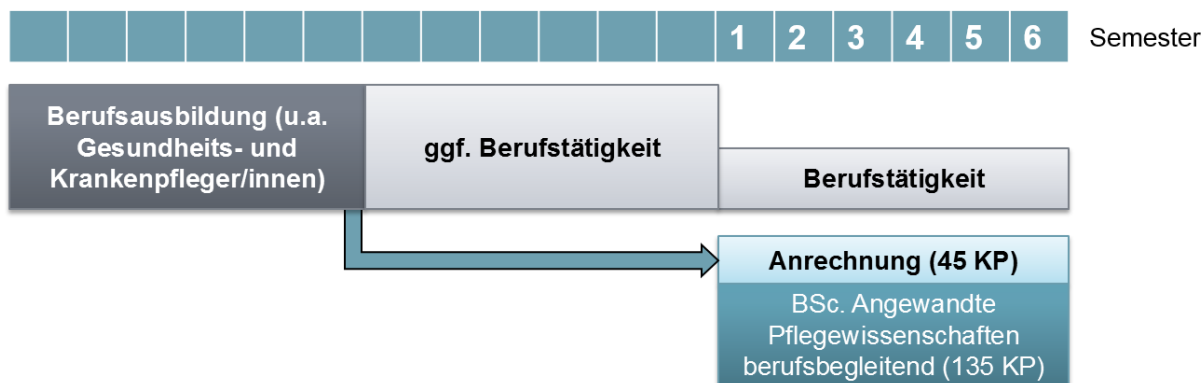 1 2 3 4 5 6 Semester
Berufsausbildung (u.a.
Gesundheits- und
Krankenpfleger/innen)
ggf. Berufstätigkeit
Berufstätigkeit
Anrechnung (45 KP)
BSc. Angewandte
Pflegewissenschaften
berufsbegleitend (135 KP)